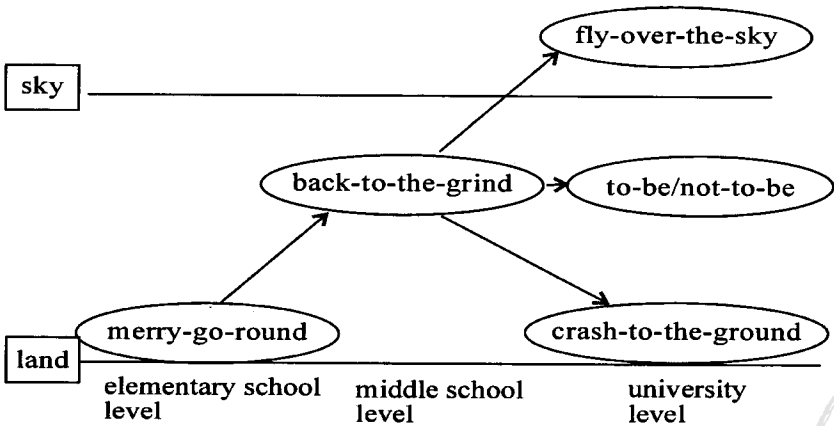 fly-over-the-sky
sky
back-to-the-grind
to-be/not-to-be
merry-go-round
crash-to-the-ground
land
elementary school
level
middle school
level
university
level